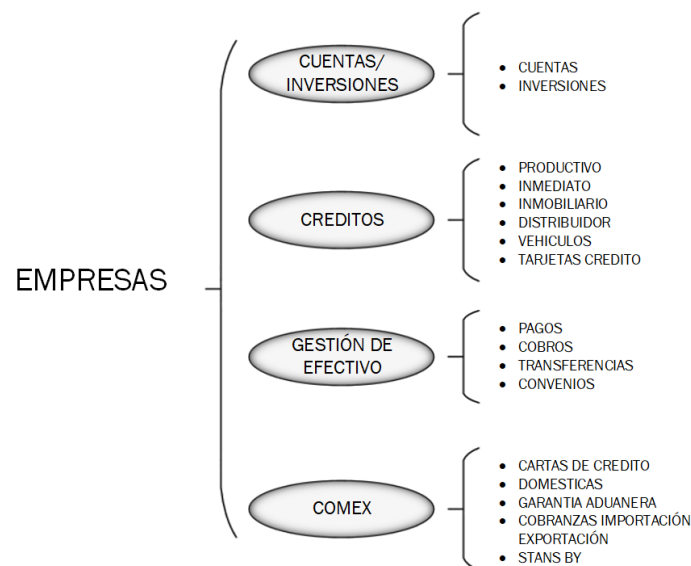 EMPRESAS
CUENTAS/
INVERSIONES
• CUENTAS
• INVERSIONES
CREDITOS
• PRODUCTIVO
• INMEDIATO
• INMOBILIARIO
• DISTRIBUIDOR
• VEHICULOS
• TARJETAS CREDITO
GESTIÓN DE
EFECTIVO
• PAGOS
• COBROS
• TRANSFERENCIAS
• CONVENIOS
COMEX
• CARTAS DE CREDITO
• DOMESTICAS
• GARANTIA ADUANERA
• COBRANZAS IMPORTACIÓN
EXPORTACIÓN
• STANS BY